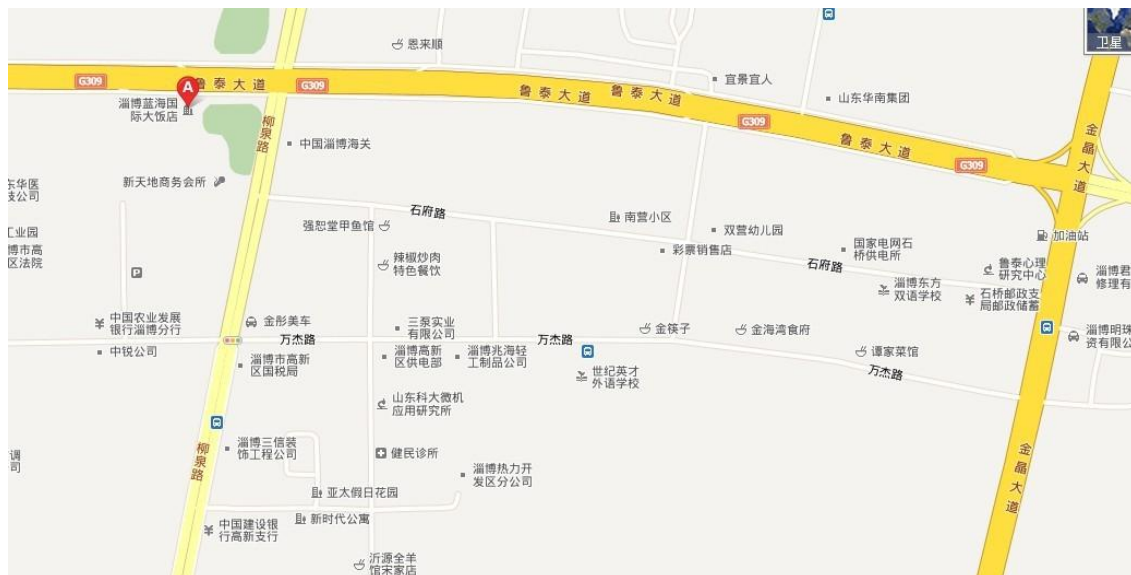 恩来顺
卫星
G309
鲁泰大道
G309
宜景宜人
A
淄博蓝海国
际大饭店
鲁泰大道
鲁泰大道
山东华南集团
柳泉路
中国淄博海关
G309
鲁泰大道
金晶大道
G309
东华医
技公司
新天地商务会所
石府路
南营小区
强恕堂甲鱼馆
双营幼儿园
工业园
博市高
区法院
彩票销售店
国家电网石
桥供电所
加油站
辣椒炒肉
特色餐饮
石府路
鲁泰心理
研究中心
淄博君
修理有
P
淄博东方
双语学校
石桥邮政支
局邮政储蓄
中国农业发展
银行淄博分行
金彤美车
三泵实业
有限公司
金筷子
金海湾食府
淄博明珠
资有限公
万杰路
万杰路
中锐公司
淄博市高新
区国税局
淄博高新
区供电部
淄博兆海轻
工制品公司
谭家菜馆
世纪英才
外语学校
万杰路
山东科大微机
应用研究所
柳泉路
淄博三信装
饰工程公司
健民诊所
调
司
淄博热力开
发区分公司
金晶大道
亚太假日花园
新时代公寓
中国建设银
行高新支行
沂源全羊
馆宋家店